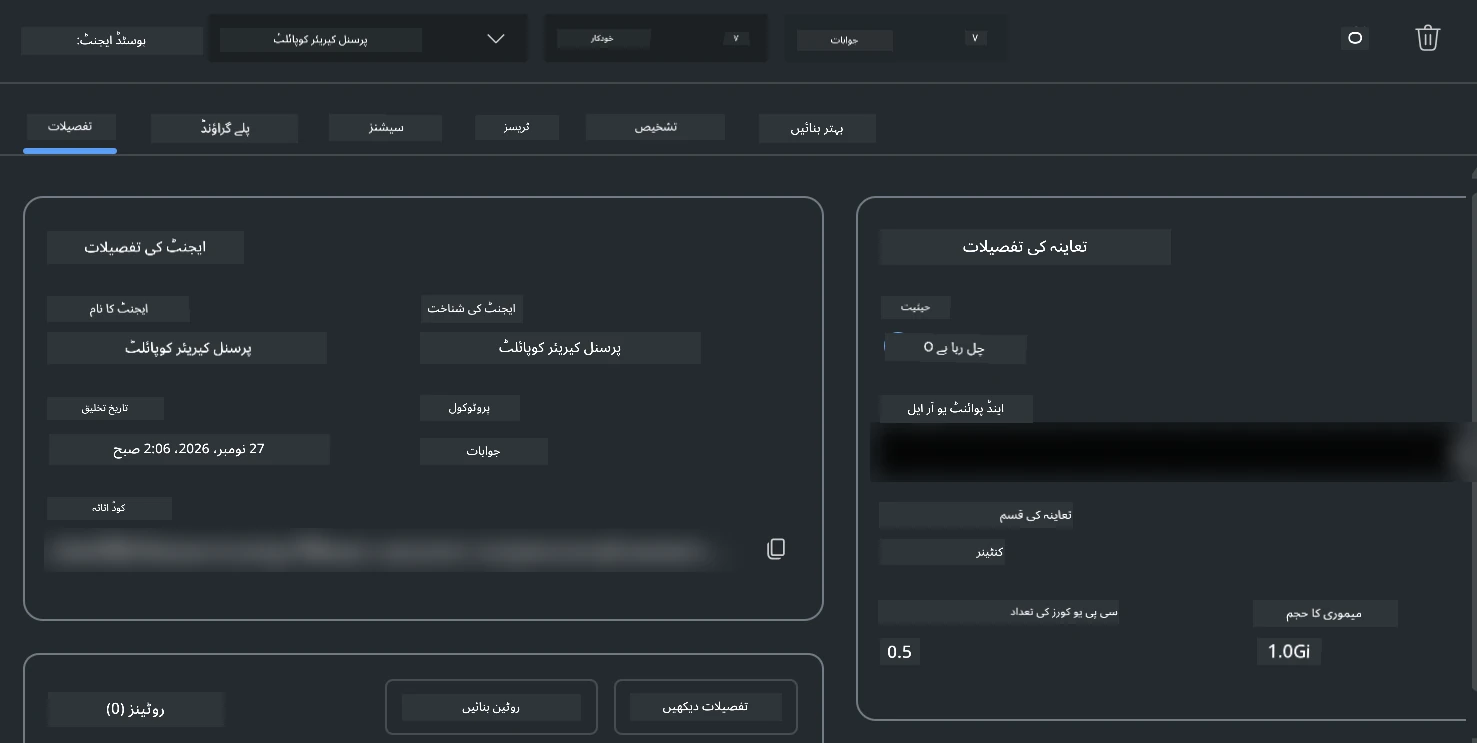 ہوسٹڈ ایجنٹ:
پرسنل کیریئر کوپائلٹ
خودکار
v
جوابات
v
تفصیلات
پلے گراؤنڈ
سیشنز
ٹریسز
تشخیص
بہتر بنائیں
ایجنٹ کی تفصیلات
ایجنٹ کا نام
ایجنٹ کی شناخت
پرسنل کیریئر کوپائلٹ
پرسنل کیریئر کوپائلٹ
تاریخ تخلیق
پروٹوکول
27 نومبر، 2026، 2:06 صبح
جوابات
کوڈ اثاثہ
روٹینز (0)
روٹین بنائیں
تفصیلات دیکھیں
تعاینہ کی تفصیلات
حیثیت
چل رہا ہے O
اینڈ پوائنٹ یو آر ایل
تعاینہ کی قسم
کنٹینر
سی پی یو کورز کی تعداد
میموری کا حجم
0.5
1.0Gi